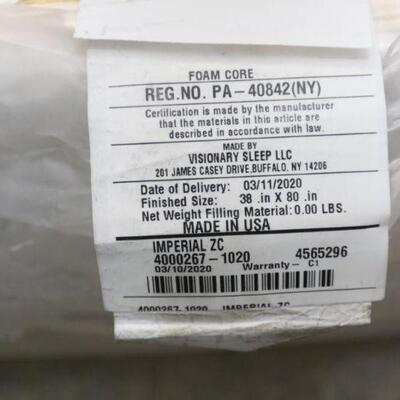 FOAM CORE
REG.NO. PA-40842(NY)
Certification is made by the manufacturer
that the materials in this article are
described in accordance with law.
MADE BY
VISIONARY SLEEP LLC
201 JAMES CASEY DRIVE,BUFFALO, NY 14206
Date of Delivery: 03/11/2020
Finished Size: 38 .in X 80 .in
Net Weight Filling Material:0.00 LBS.
MADE IN USA
IMPERIAL ZC
4000267-1020 4565296
03/10/2020 Warranty- C1
4000267-1020 IMPERIAL ZC